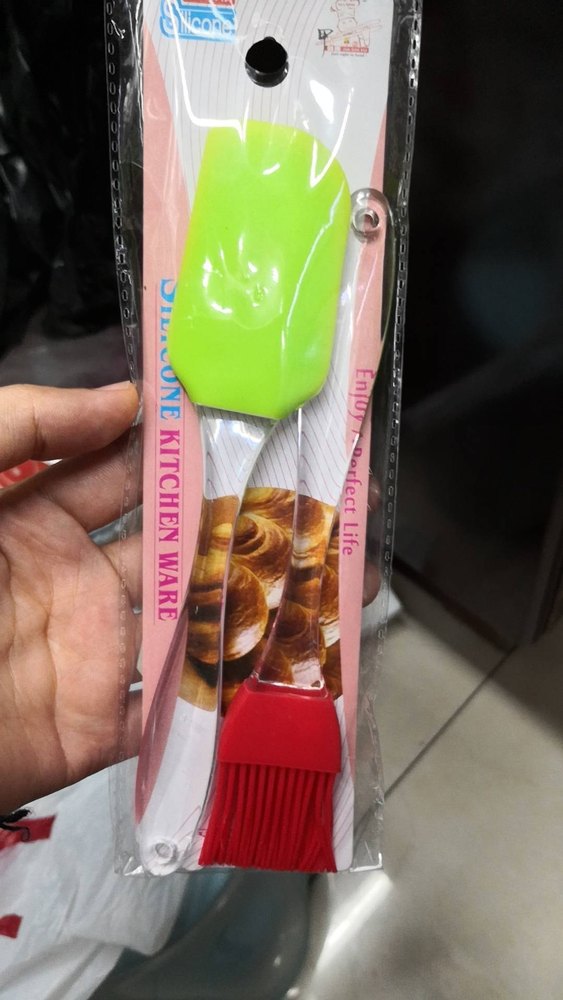 Silicone
SILICONE KITCHEN WARE
Enjoy A Perfect Life